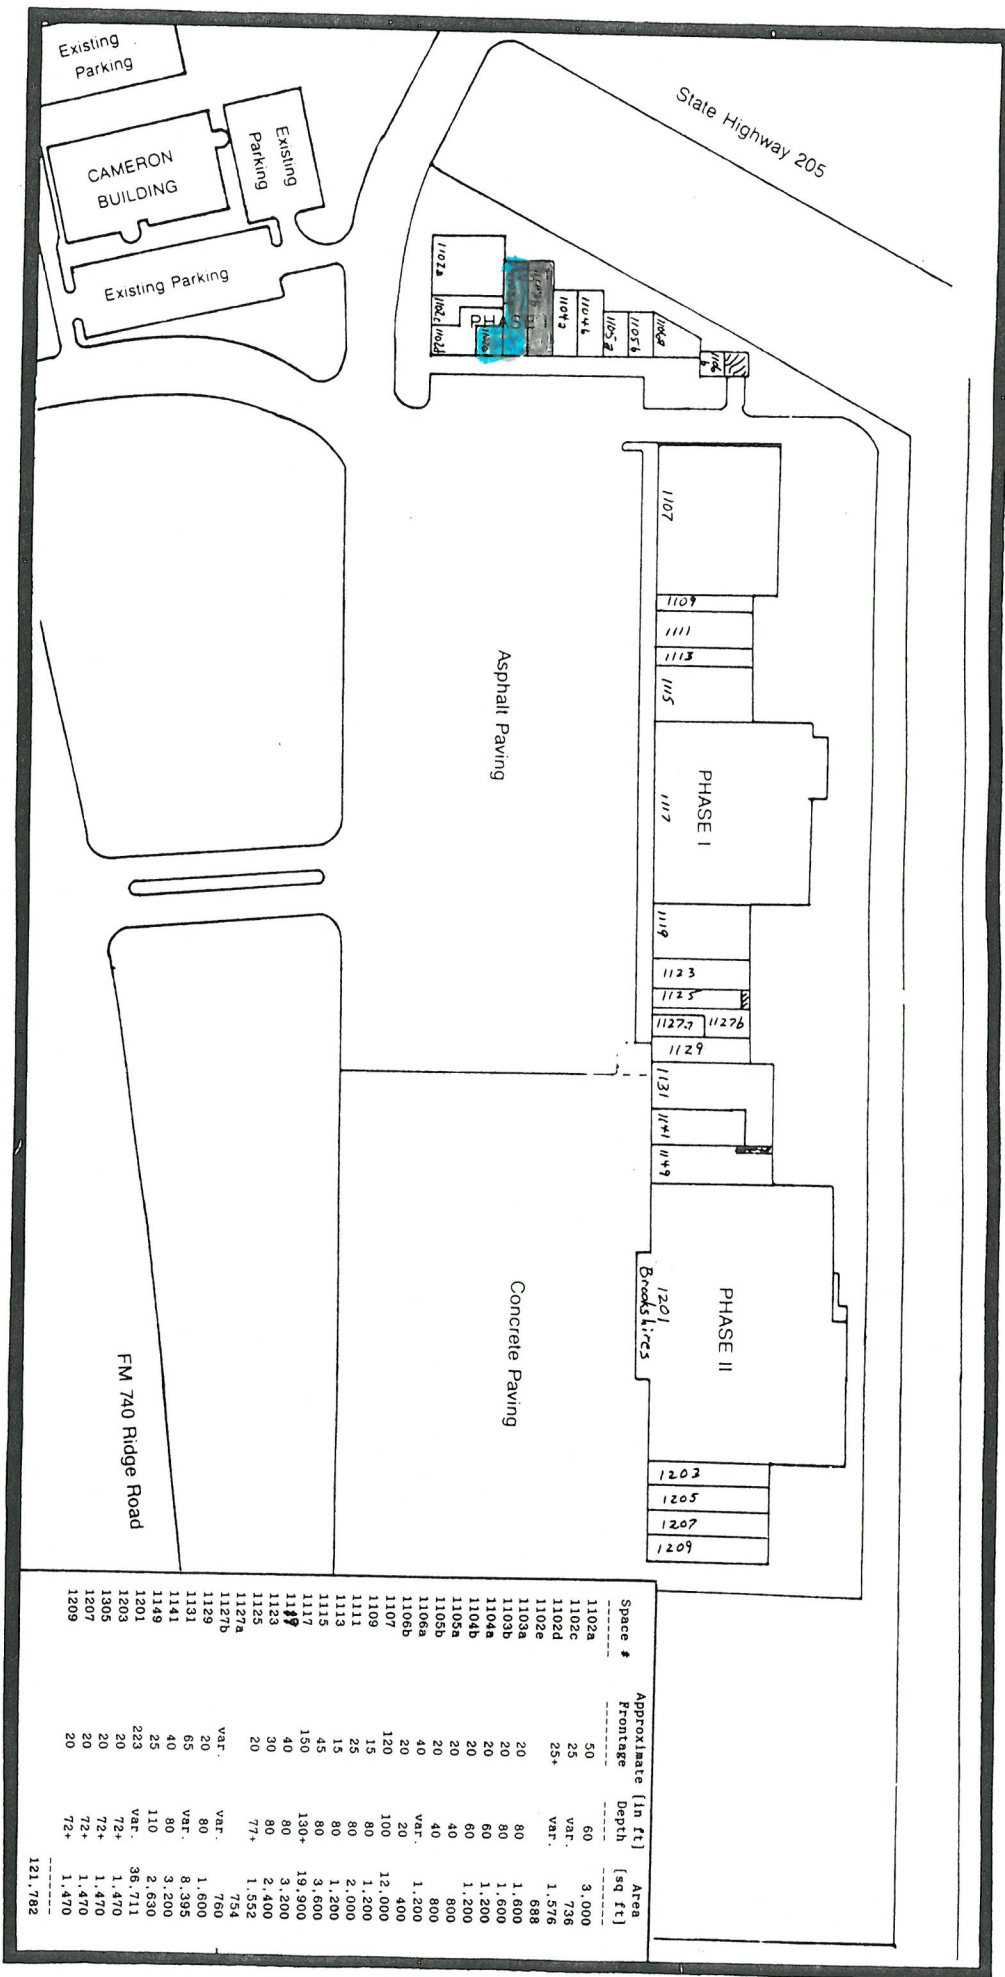 Existing
Parking
CAMERON
BUILDING
Existing
Parking
Existing Parking
State Highway 205
1102a
1102c
1102d
PHASE I
1104a
1104b
1105a
1105b
1106a
1106
b
1107
1109
1111
1113
1115
1117
PHASE I
1119
1123
1125
1127a
1127b
1129
1131
1141
1149
1201
Brookshires
PHASE II
1203
1205
1207
1209
Asphalt Paving
Concrete Paving
FM 740 Ridge Road
Approximate [in ft] Area
Space # Frontage Depth [sq ft]
1102a 50 60 3,000
1102c 25 var. 736
1102d 25+ var. 1,576
1102e 688
1103a 20 80 1,600
1103b 20 80 1,600
1104a 20 60 1,200
1104b 20 60 1,200
1105a 20 40 800
1105b 20 40 800
1106a 40 var. 1,200
1106b 20 20 400
1107 120 100 12,000
1109 15 80 1,200
1111 25 80 2,000
1113 15 80 1,200
1115 45 80 3,600
1117 150 130+ 19,900
1119 40 80 3,200
1123 30 80 2,400
1125 20 77+ 1,552
1127a 754
1127b var. var. 760
1129 20 80 1,600
1131 65 var. 8,395
1141 40 80 3,200
1149 25 110 2,630
1201 223 var. 36,711
1203 20 72+ 1,470
1305 20 72+ 1,470
1207 20 72+ 1,470
1209 20 72+ 1,470
121,782